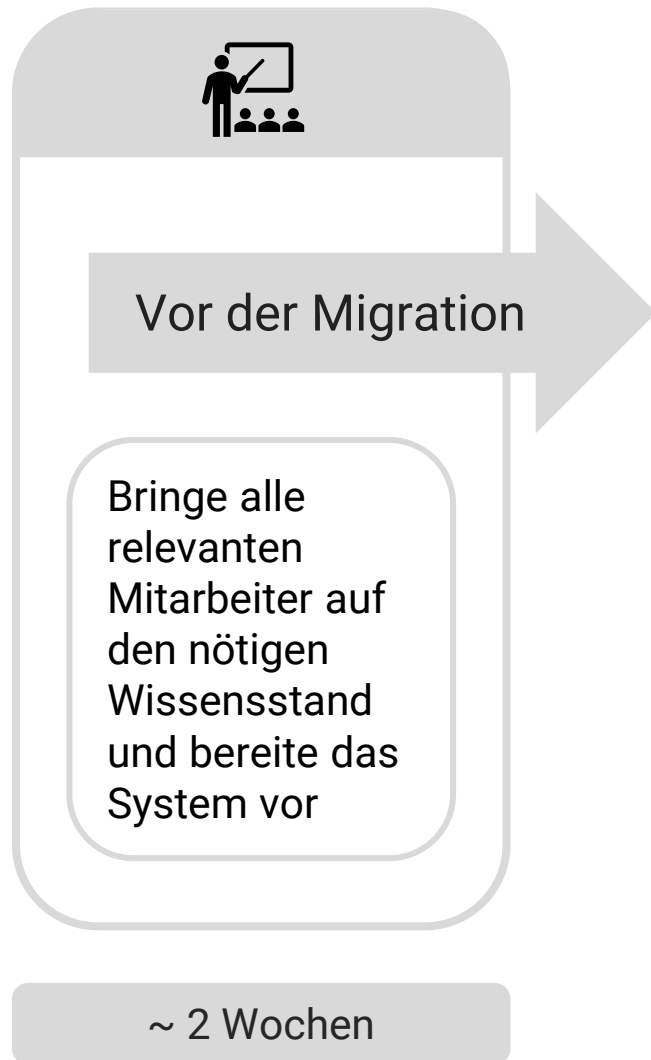 Vor der Migration
Bringe alle
relevanten
Mitarbeiter auf
den nötigen
Wissensstand
und bereite das
System vor
~ 2 Wochen